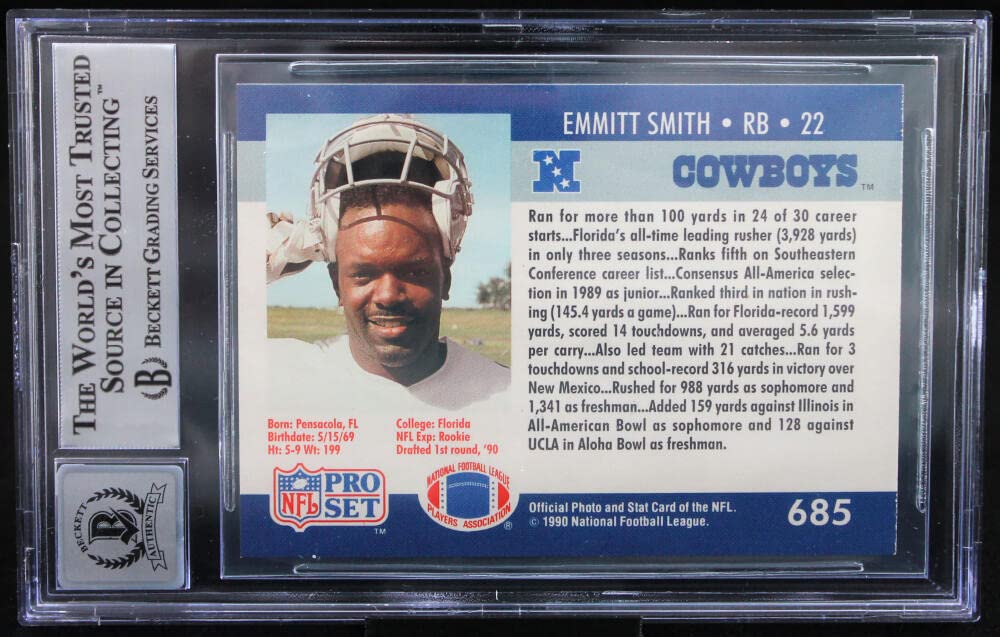 THE WORLD'S MOST TRUSTED™
SOURCE IN COLLECTING
B BECKETT GRADING SERVICES
BECKETT AUTHENTIC
B
EMMITT SMITH • RB • 22
N
COWBOYS™
Ran for more than 100 yards in 24 of 30 career
starts...Florida's all-time leading rusher (3,928 yards)
in only three seasons...Ranks fifth on Southeastern
Conference career list...Consensus All-America selec-
tion in 1989 as junior...Ranked third in nation in rush-
ing (145.4 yards a game)...Ran for Florida-record 1,599
yards, scored 14 touchdowns, and averaged 5.6 yards
per carry...Also led team with 21 catches...Ran for 3
touchdowns and school-record 316 yards in victory over
New Mexico...Rushed for 988 yards as sophomore and
1,341 as freshman...Added 159 yards against Illinois in
All-American Bowl as sophomore and 128 against
UCLA in Aloha Bowl as freshman.
Born: Pensacola, FL
Birthdate: 5/15/69
Ht: 5-9 Wt: 199
College: Florida
NFL Exp: Rookie
Drafted 1st round, '90
NFL
PRO
SET
™
NATIONAL FOOTBALL LEAGUE
PLAYERS ASSOCIATION
®
Official Photo and Stat Card of the NFL.
© 1990 National Football League.
685